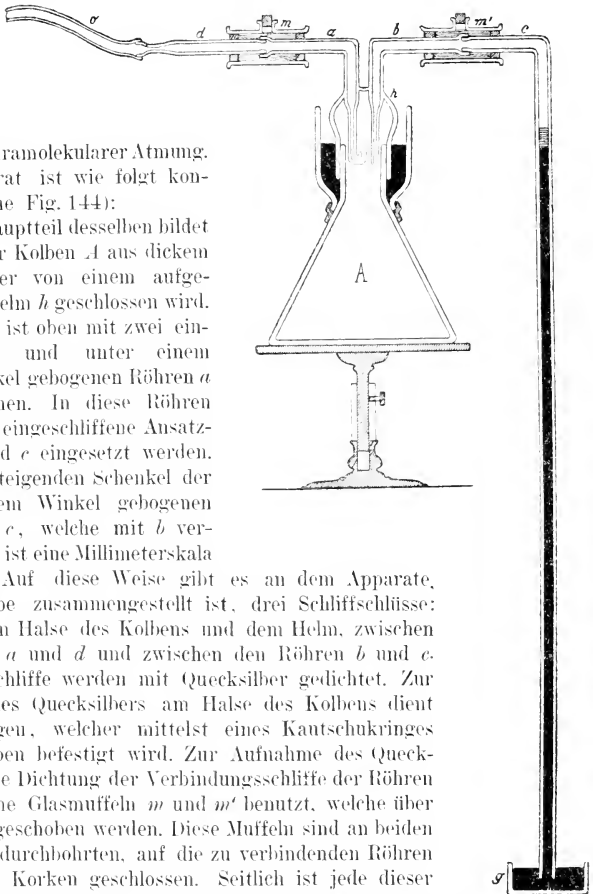 o d m a b m' c
h
ramolekularer Atmung.
rat ist wie folgt kon-
ne Fig. 144):
auptteil desselben bildet
r Kolben A aus dickem
er von einem aufge-
elm h geschlossen wird.
ist oben mit zwei ein-
und unter einem
kel gebogenen Röhren a
nen. In diese Röhren
eingeschliffene Ansatz-
d c eingesetzt werden.
teigenden Schenkel der
em Winkel gebogenen
c, welche mit b ver-
ist eine Millimeterskala
Auf diese Weise gibt es an dem Apparate,
be zusammengestellt ist, drei Schliffschlüsse:
n Halse des Kolbens und dem Helm, zwischen
a und d und zwischen den Röhren b und c.
chliffe werden mit Quecksilber gedichtet. Zur
es Quecksilbers am Halse des Kolbens dient
gen, welcher mittelst eines Kautschukringes
ben befestigt wird. Zur Aufnahme des Queck-
e Dichtung der Verbindungsschliffe der Röhren
ne Glasmuffeln m und m' benutzt, welche über
geschoben werden. Diese Muffeln sind an beiden
durchbohrten, auf die zu verbindenden Röhren
Korken geschlossen. Seitlich ist jede dieser
A
g